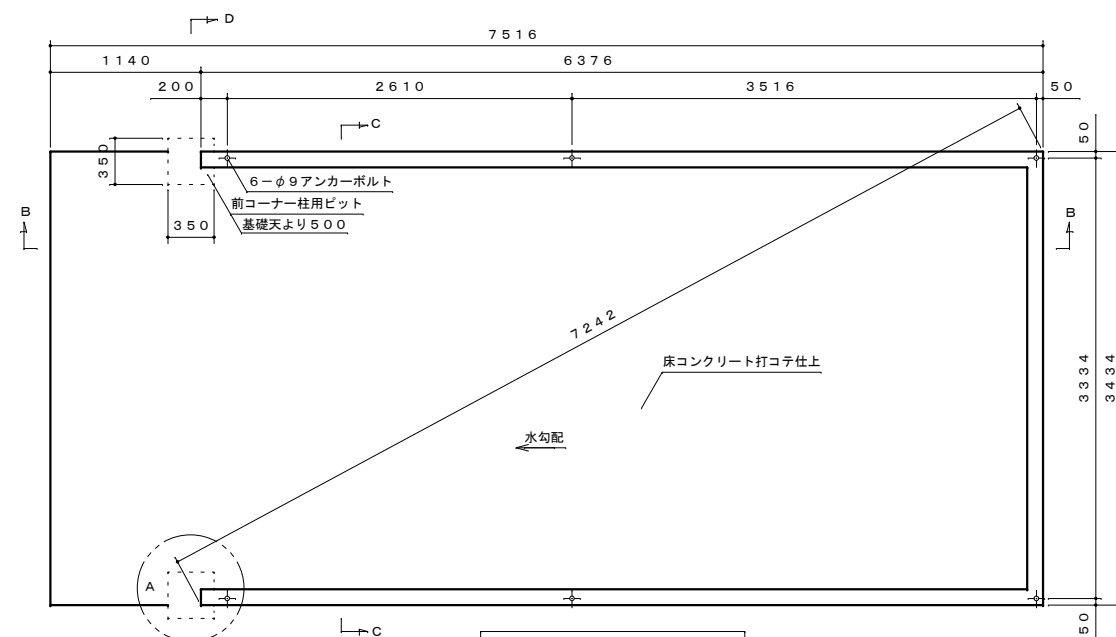 D
7516
1140
6376
200
2610
3516
50
C
50
350
6-φ9アンカーボルト
前コーナー柱用ピット
基礎天より500
350
B
B
7242
床コンクリート打コテ仕上
3334
3434
水勾配
A
C
50